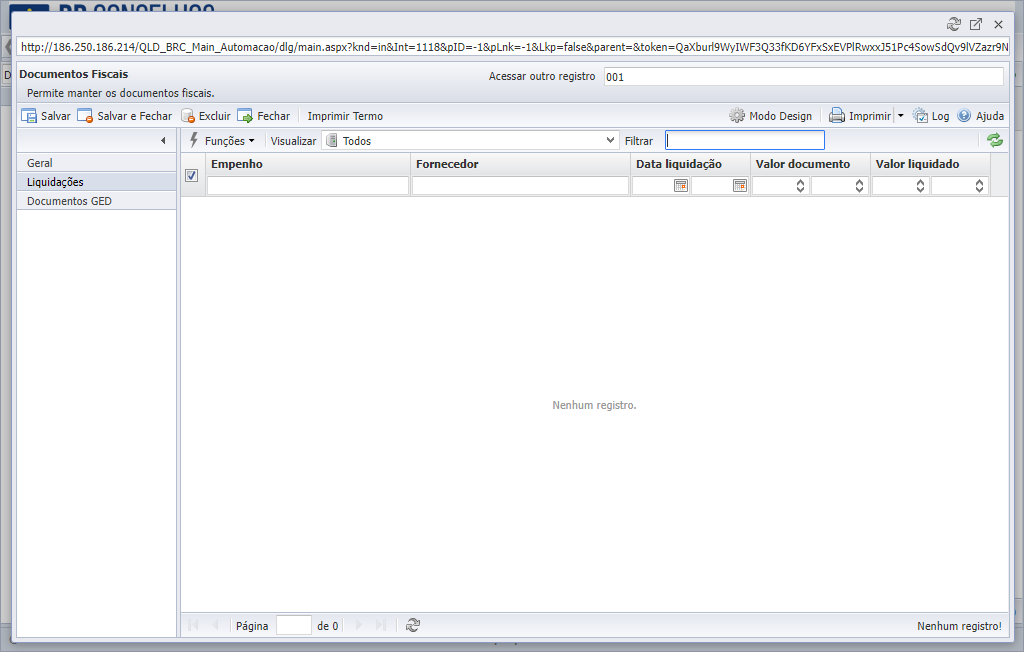 BR CONSELHOS
http://186.250.186.214/QLD_BRC_Main_Automacao/dlg/main.aspx?knd=in&Int=1118&pID=-1&pLnk=-1&Lkp=false&parent=&token=QaXburl9WyIWF3Q33fKD6YFxSxEVPlRwxxJ51Pc4SowSdQv9lVZazr9N
Documentos Fiscais
Acessar outro registro 001
Permite manter os documentos fiscais.
Salvar Salvar e Fechar Excluir Fechar Imprimir Termo Modo Design Imprimir Log Ajuda
Funções Visualizar Todos Filtrar
Geral
Liquidações
Documentos GED
Empenho Fornecedor Data liquidação Valor documento Valor liquidado
Nenhum registro.
Página de 0 Nenhum registro!